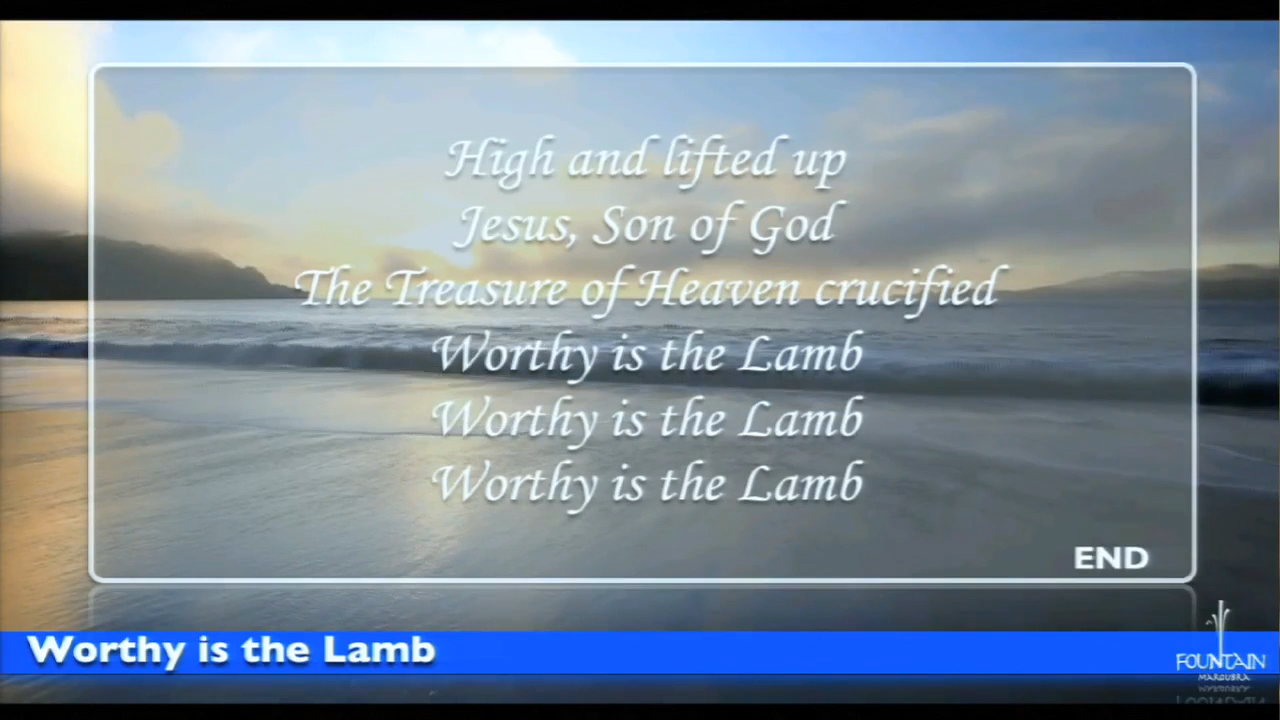 High and lifted up
Jesus, Son of God
The Treasure of Heaven crucified
Worthy is the Lamb
Worthy is the Lamb
Worthy is the Lamb
END
Worthy is the Lamb
FOUNTAIN
MAROUBRA